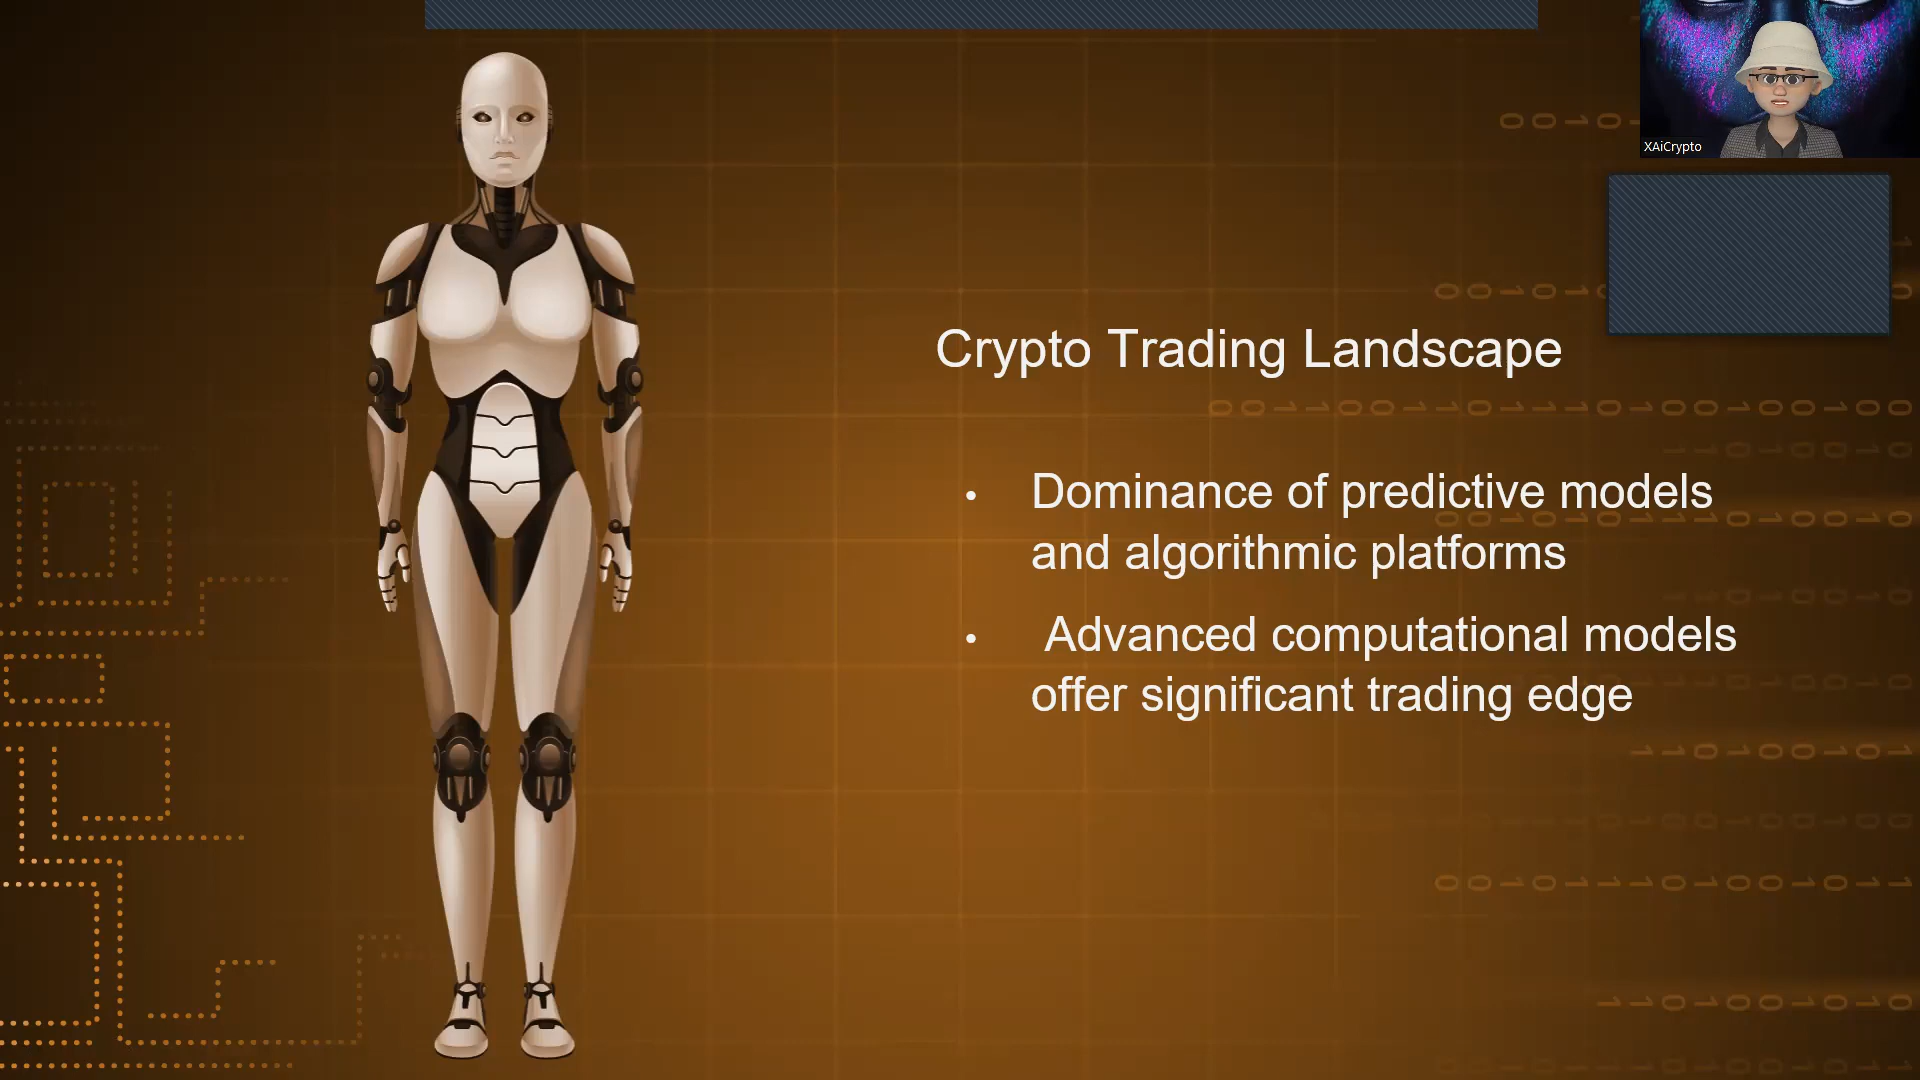 XAiCrypto
Crypto Trading Landscape
• Dominance of predictive models
and algorithmic platforms
• Advanced computational models
offer significant trading edge